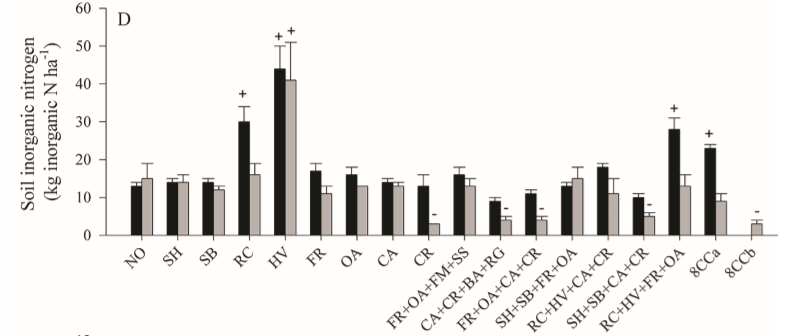 60
D
50
40
30
20
10
0
Soil inorganic nitrogen
(kg inorganic N ha⁻¹)
+
+ +
-
-
-
-
+
+
-
NO
SH
SB
RC
HV
FR
OA
CA
CR
FR+OA+FM+SS
CA+CR+BA+RG
FR+OA+CA+CR
SH+SB+FR+OA
RC+HV+CA+CR
SH+SB+CA+CR
RC+HV+FR+OA
8CCa
8CCb